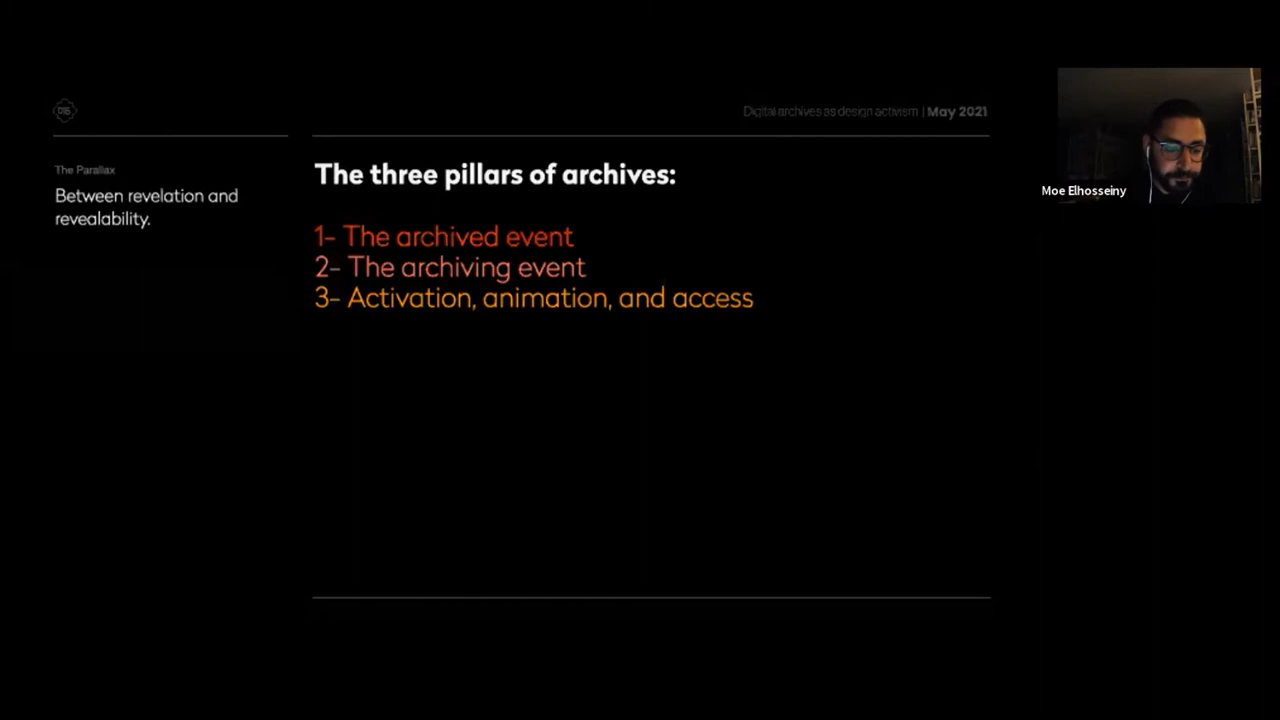 Digital archives as design activism | May 2021
The Parallax
Between revelation and
revealability.
The three pillars of archives:
1- The archived event
2- The archiving event
3- Activation, animation, and access
Moe Elhosseiny